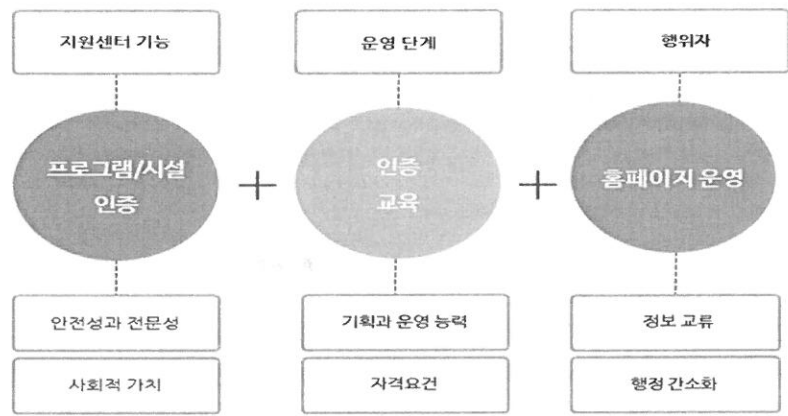 지원센터 기능
운영 단계
행위자
프로그램/시설
인증
+
인증
교육
+
홈페이지 운영
안전성과 전문성
기획과 운영 능력
정보 교류
사회적 가치
자격요건
행정 간소화